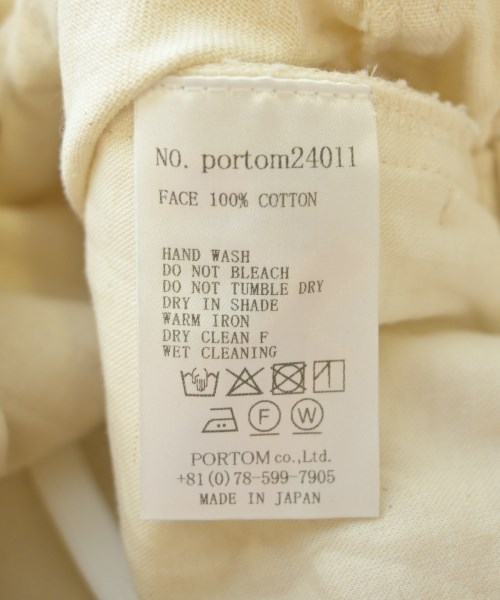 NO. portom24011
FACE 100% COTTON
HAND WASH
DO NOT BLEACH
DO NOT TUMBLE DRY
DRY IN SHADE
WARM IRON
DRY CLEAN F
WET CLEANING
F W
PORTOM co.,Ltd.
+81(0)78-599-7905
MADE IN JAPAN